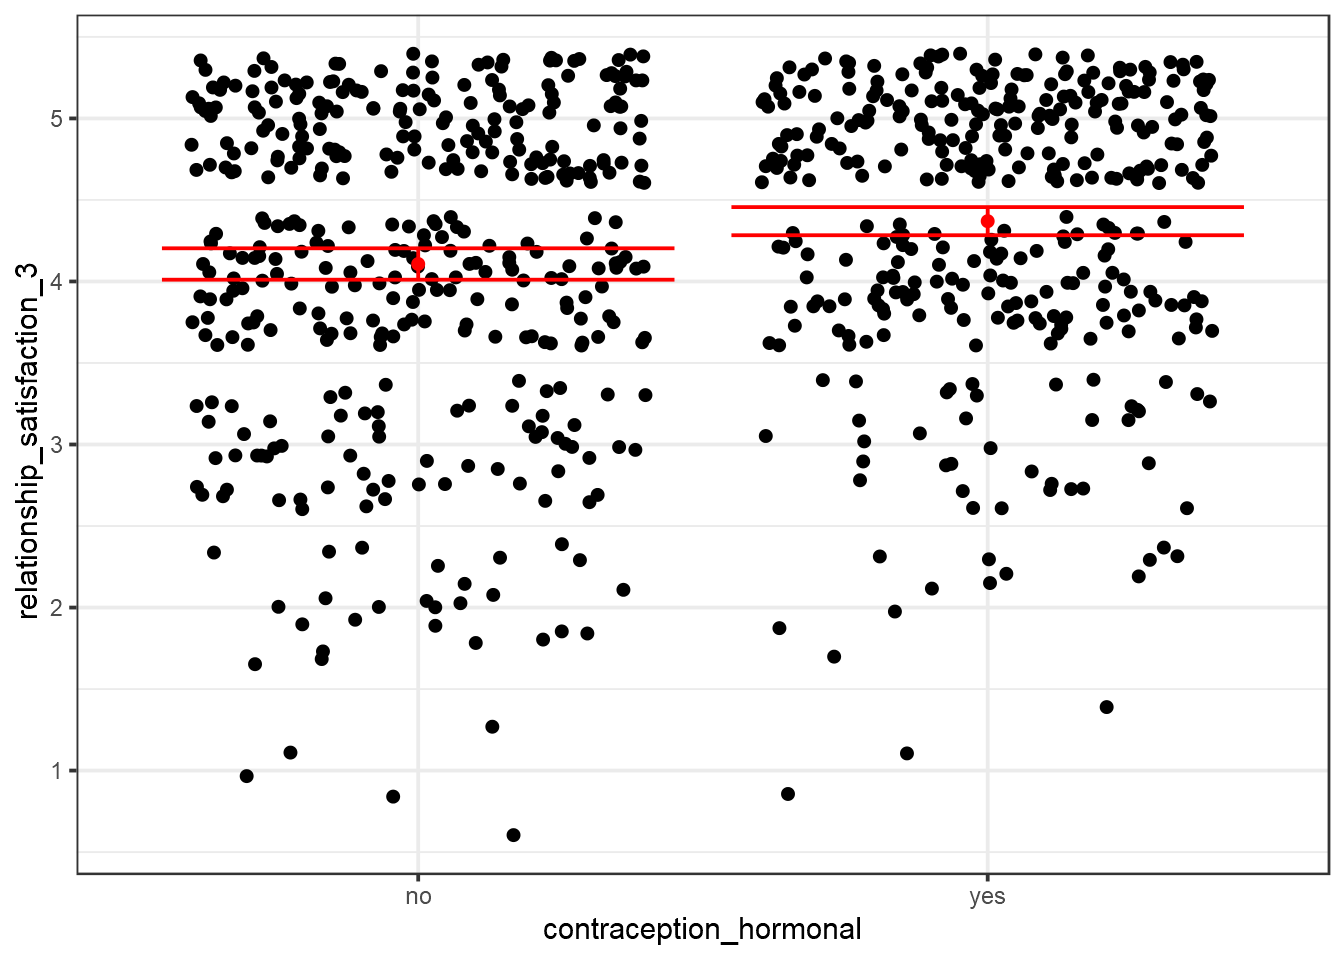 relationship_satisfaction_3
5
4
3
2
1
no
yes
contraception_hormonal